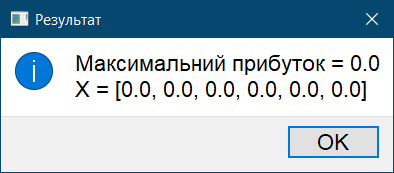 Результат
Максимальний прибуток = 0.0
X = [0.0, 0.0, 0.0, 0.0, 0.0, 0.0]
OK